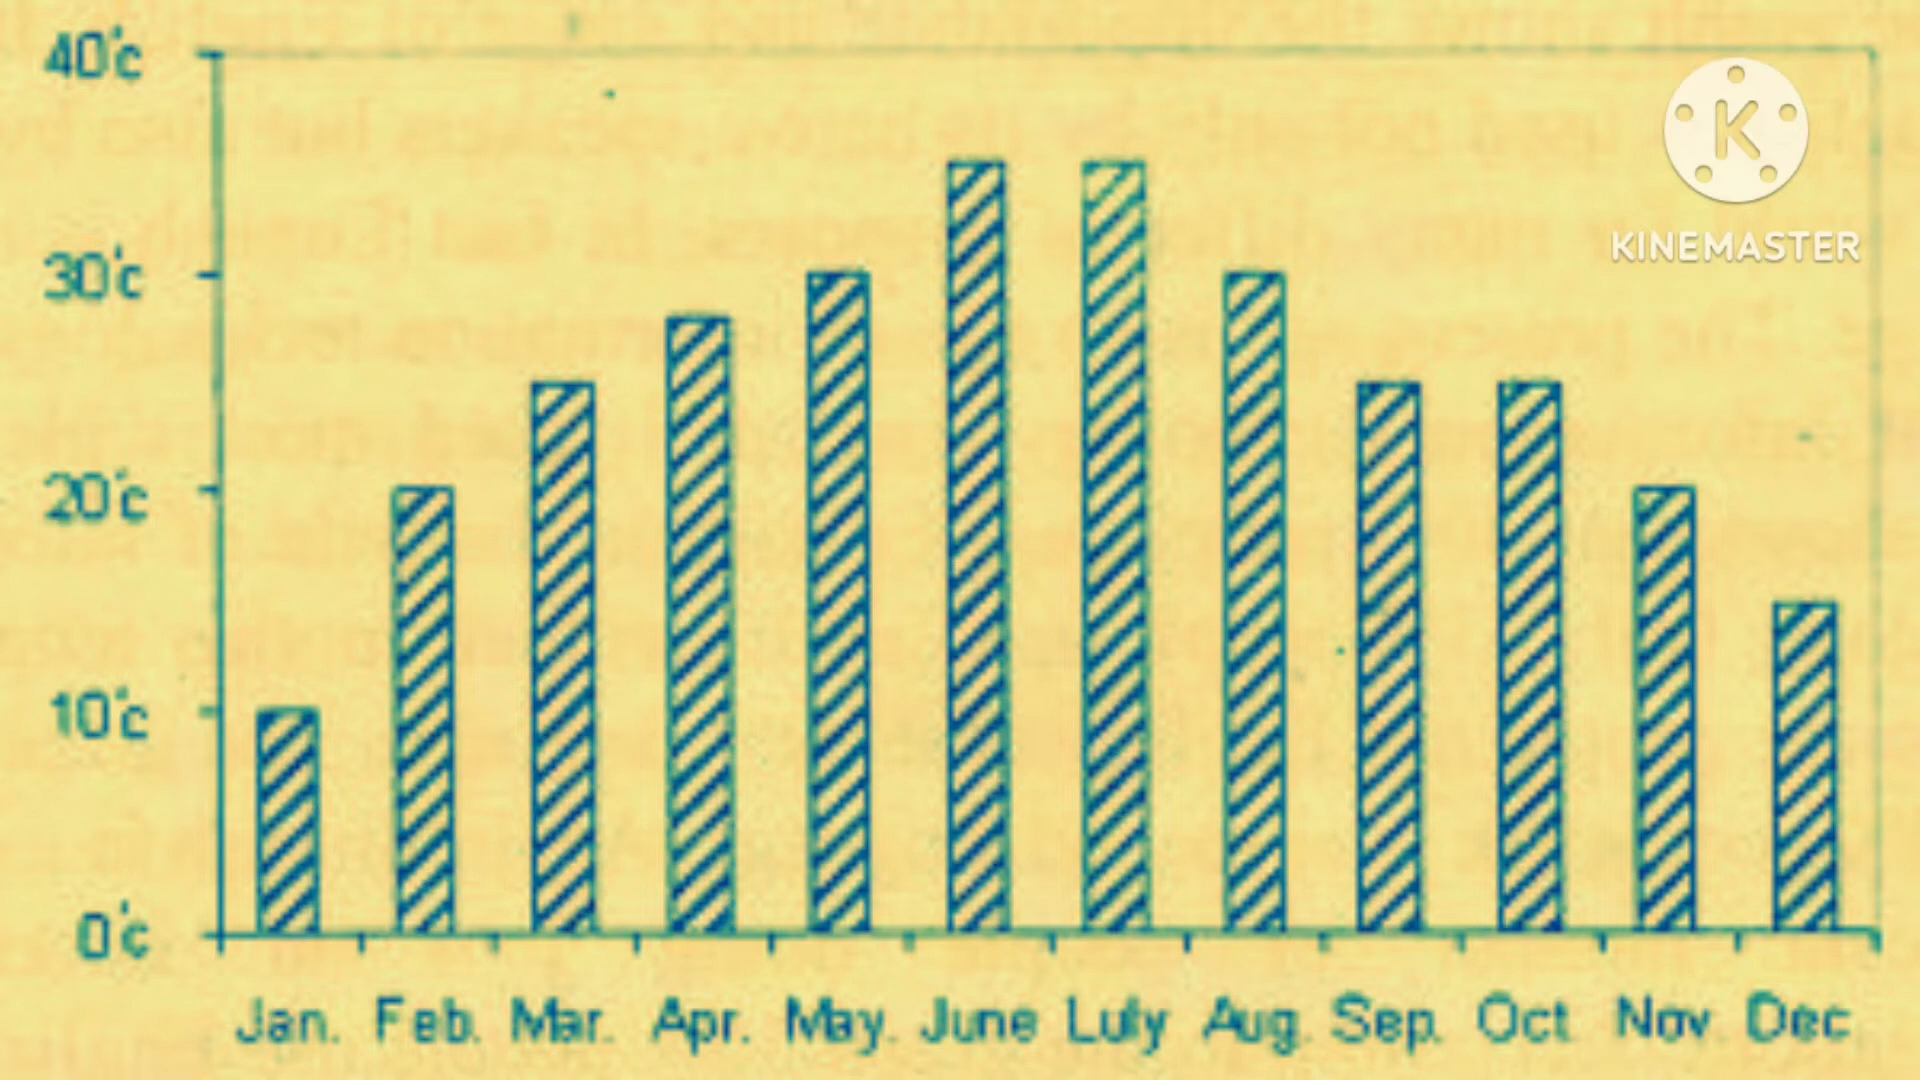 40°c
30°c
20°c
10°c
0°c
Jan. Feb. Mar. Apr. May. June Luly Aug. Sep. Oct Nov Dec
K
KINEMASTER